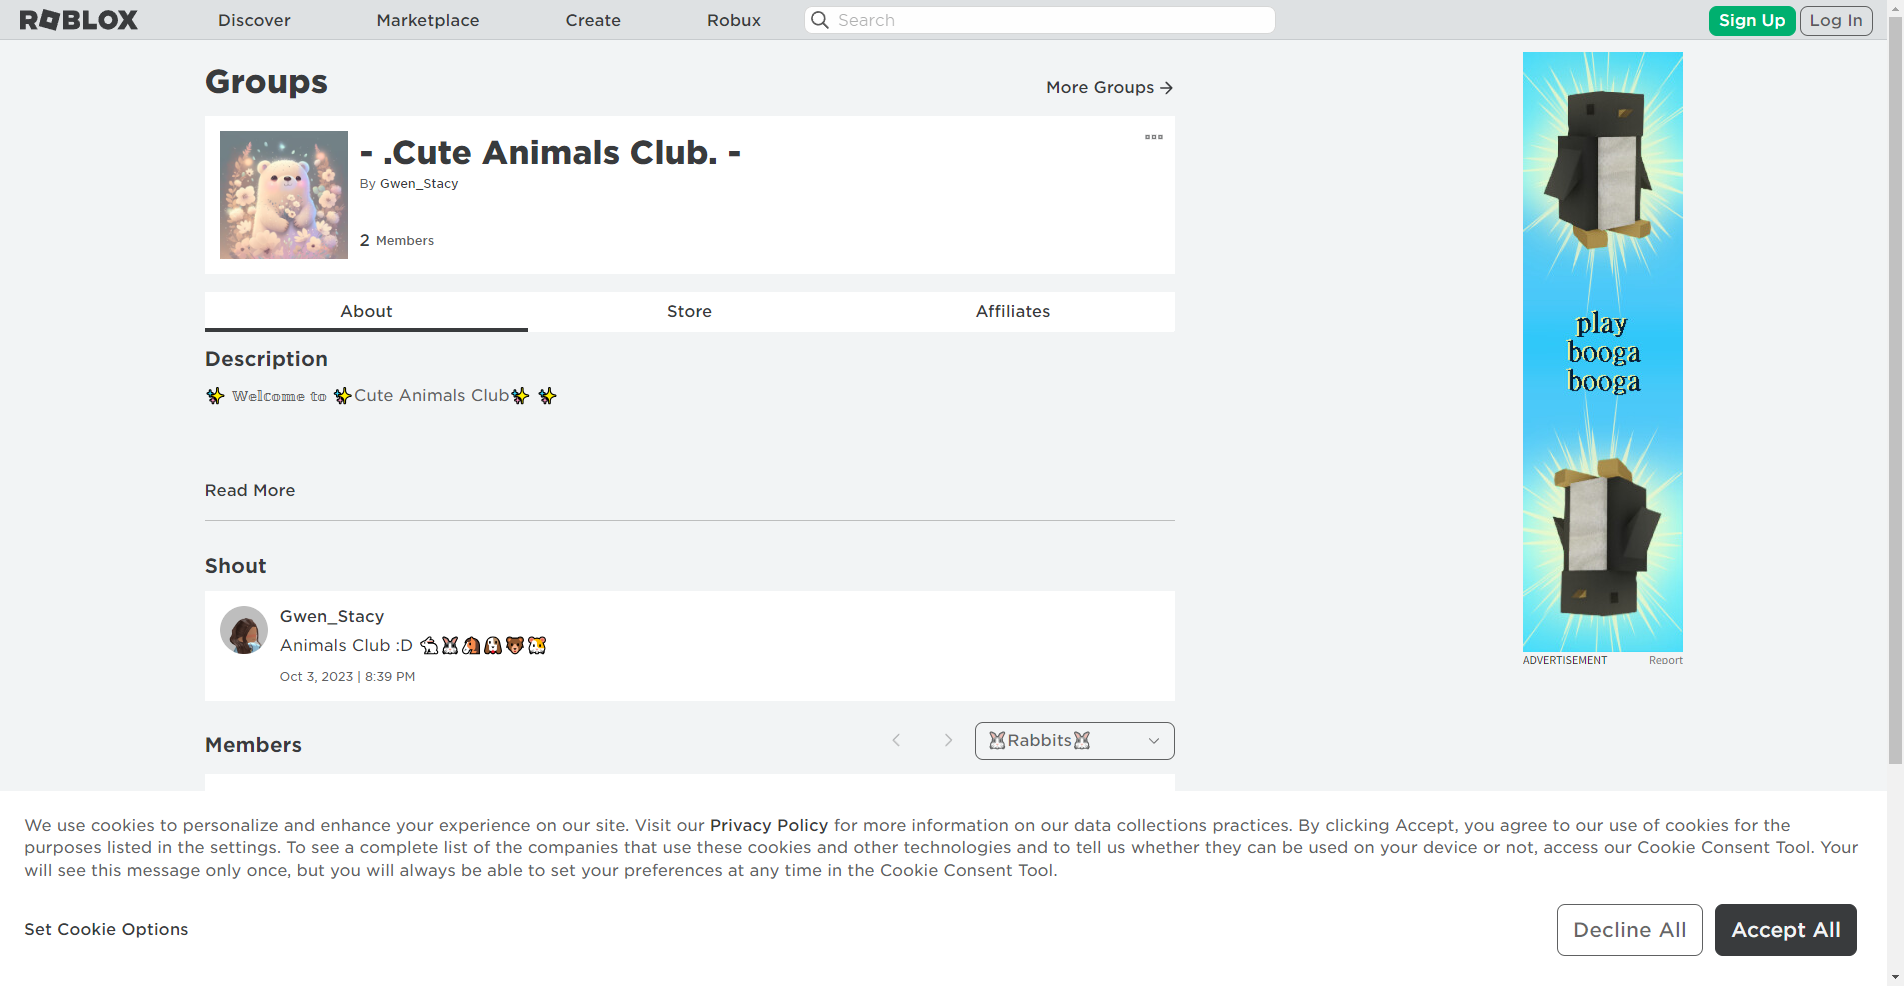 ROBLOX
Discover
Marketplace
Create
Robux
Search
Sign Up
Log In
Groups
More Groups →
- .Cute Animals Club. -
By Gwen_Stacy
2 Members
About
Store
Affiliates
Description
✨ 𝕎𝕖𝕝𝕔𝕠𝕞𝕖 𝕥𝕠 ✨Cute Animals Club✨ ✨
Read More
Shout
Gwen_Stacy
Animals Club :D 🐇🐰🐴🐶🐻🐹
Oct 3, 2023 | 8:39 PM
Members
🐰Rabbits🐰
play
booga
booga
ADVERTISEMENT
Report
We use cookies to personalize and enhance your experience on our site. Visit our Privacy Policy for more information on our data collections practices. By clicking Accept, you agree to our use of cookies for the
purposes listed in the settings. To see a complete list of the companies that use these cookies and other technologies and to tell us whether they can be used on your device or not, access our Cookie Consent Tool. Your
will see this message only once, but you will always be able to set your preferences at any time in the Cookie Consent Tool.
Set Cookie Options
Decline All
Accept All